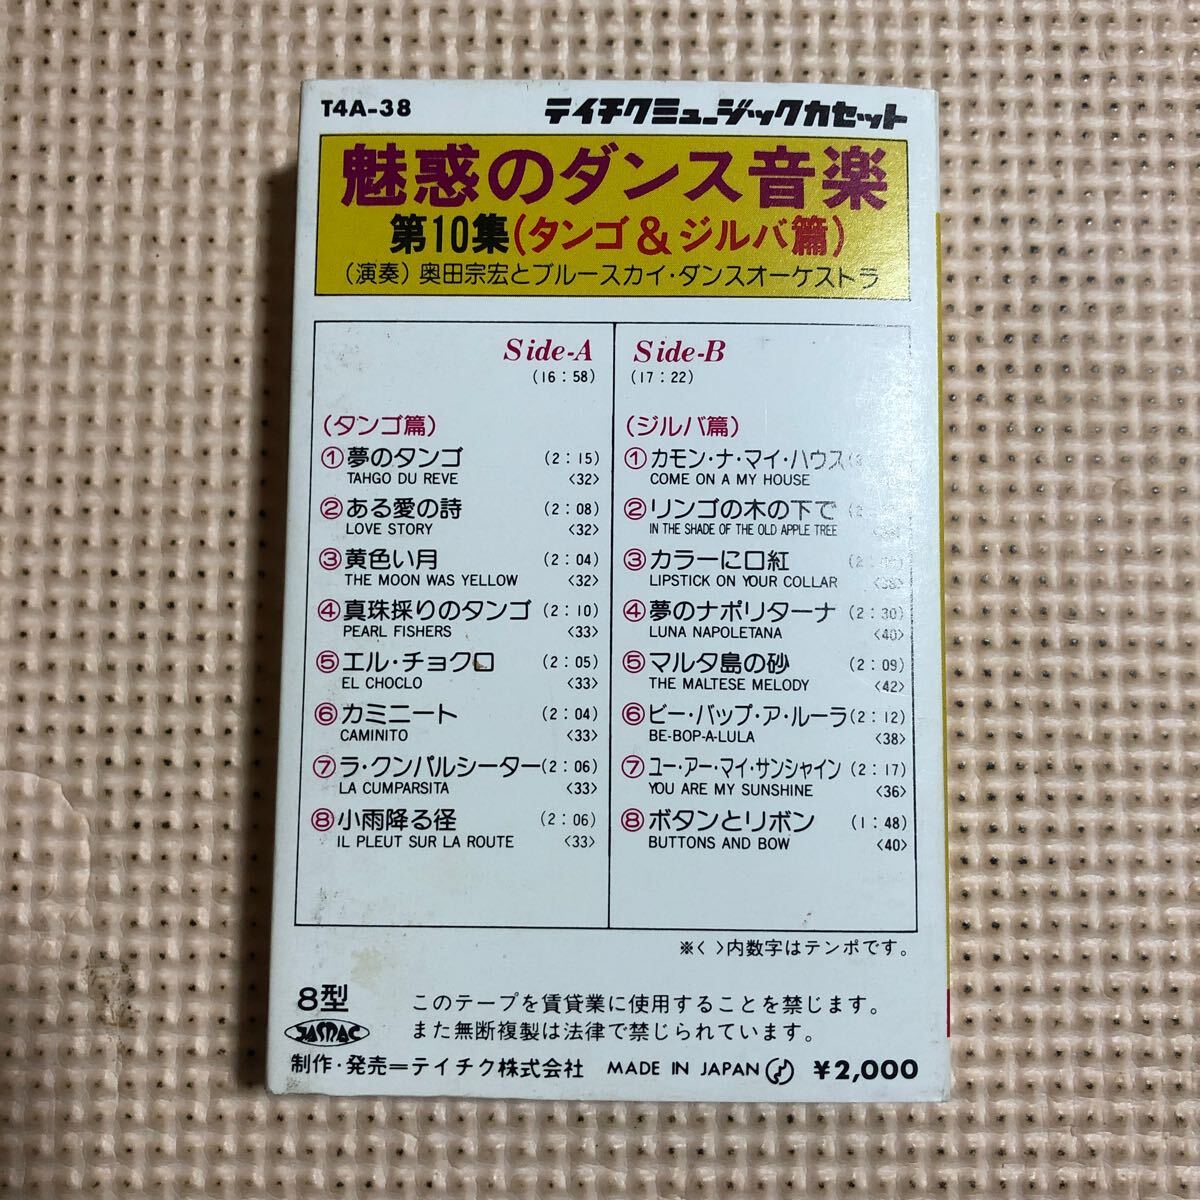 T4A-38 テイチクミュージックカセット
魅惑のダンス音楽
第10集(タンゴ&ジルバ篇)
(演奏)奥田宗宏とブルースカイ・ダンスオーケストラ
Side-A
(16:58)
(タンゴ篇)
①夢のタンゴ (2:15)
TAHGO DU REVE <32>
②ある愛の詩 (2:08)
LOVE STORY <32>
③黄色い月 (2:04)
THE MOON WAS YELLOW <32>
④真珠採りのタンゴ (2:10)
PEARL FISHERS <33>
⑤エル・チョクロ (2:05)
EL CHOCLO <33>
⑥カミニート (2:04)
CAMINITO <33>
⑦ラ・クンパルシーター (2:06)
LA CUMPARSITA <33>
⑧小雨降る径 (2:06)
IL PLEUT SUR LA ROUTE <33>
Side-B
(17:22)
(ジルバ篇)
①カモン・ナ・マイ・ハウス
COME ON A MY HOUSE
②リンゴの木の下で
IN THE SHADE OF THE OLD APPLE TREE
③カラーに口紅
LIPSTICK ON YOUR COLLAR
④夢のナポリターナ (2:30)
LUNA NAPOLETANA <40>
⑤マルタ島の砂 (2:09)
THE MALTESE MELODY <42>
⑥ビー・バップ・ア・ルーラ (2:12)
BE-BOP-A-LULA <38>
⑦ユー・アー・マイ・サンシャイン (2:17)
YOU ARE MY SUNSHINE <36>
⑧ボタンとリボン (1:48)
BUTTONS AND BOW <40>
※< >内数字はテンポです。
8型
JASRAC
このテープを賃貸業に使用することを禁じます。
また無断複製は法律で禁じられています。
制作・発売=テイチク株式会社 MADE IN JAPAN ¥2,000